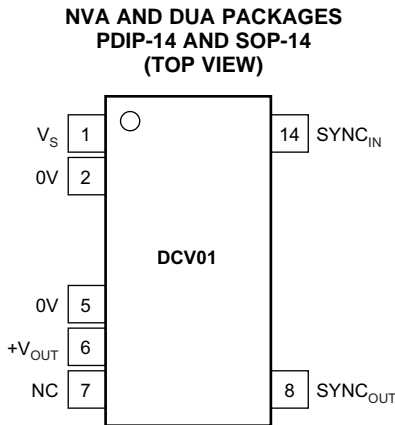 NVA AND DUA PACKAGES
PDIP-14 AND SOP-14
(TOP VIEW)
VS 1 14 SYNCIN
0V 2
DCV01
0V 5
+VOUT 6
NC 7 8 SYNCOUT